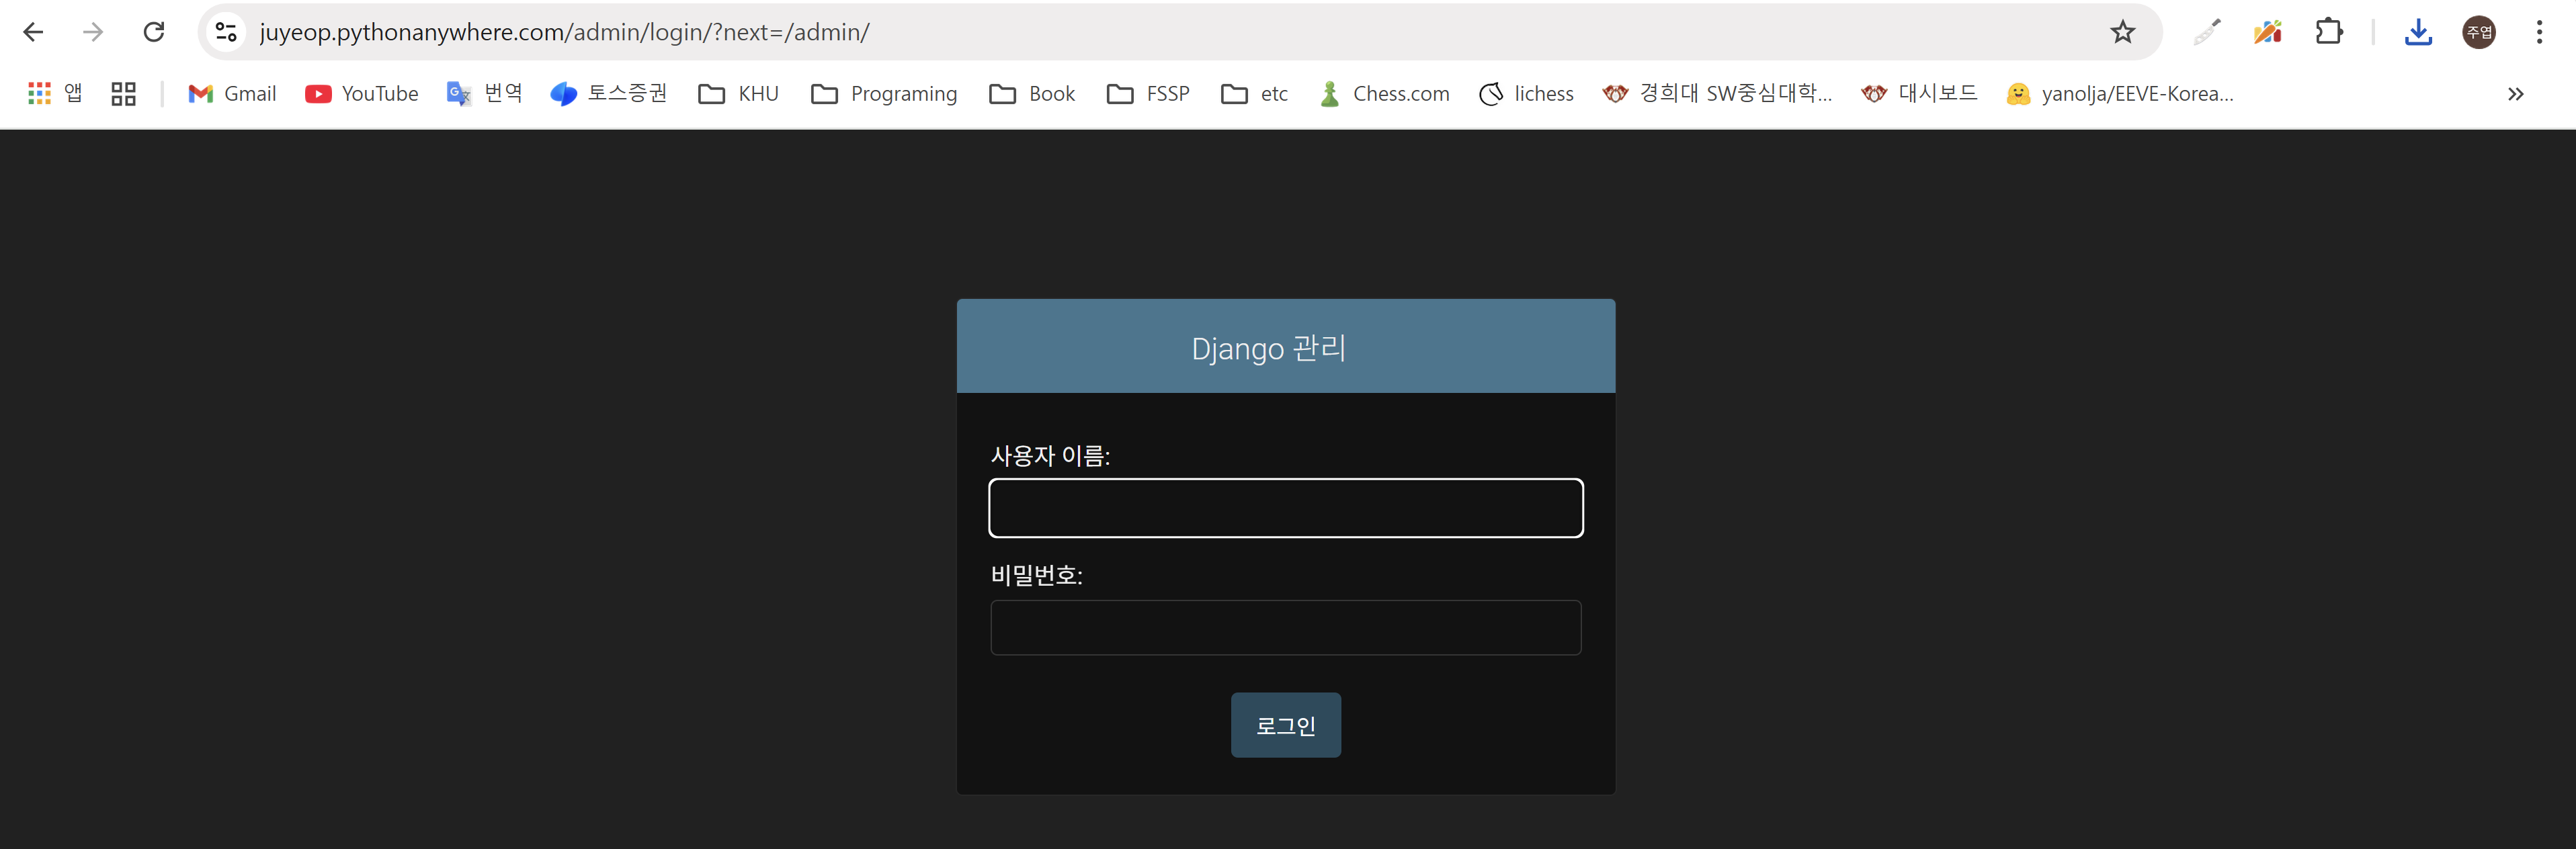 juyeop.pythonanywhere.com/admin/login/?next=/admin/
주엽
앱 Gmail YouTube 번역 토스증권 KHU Programing Book FSSP etc Chess.com lichess 경희대 SW중심대학... 대시보드 yanolja/EEVE-Korea...
Django 관리
사용자 이름:
비밀번호:
로그인